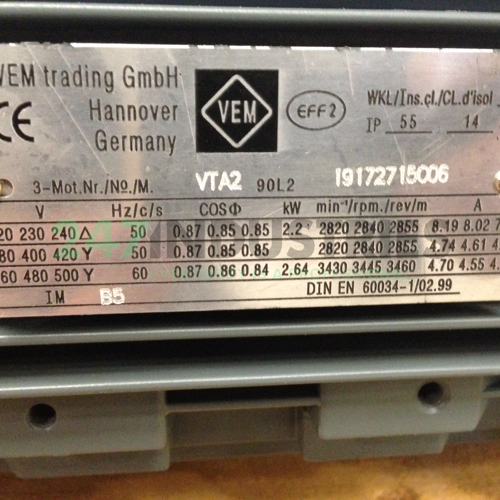 VEM trading GmbH
Hannover
Germany
CE
VEM
EFF2
WKL/Ins.cl./CL.d'isol
IP 55 14
3-Mot.Nr./No./M. VTA2 90L2 19172715006
V Hz/c/s COSΦ kW min⁻¹/rpm./rev/m A
20 230 240 Δ 50 0.87 0.85 0.85 2.2 2820 2840 2855 8.19 8.02 7
80 400 420 Y 50 0.87 0.85 0.85 2820 2840 2855 4.74 4.61 4.
60 480 500 Y 60 0.87 0.86 0.84 2.64 3430 3445 3460 4.70 4.55 4.
IM B5 DIN EN 60034-1/02.99